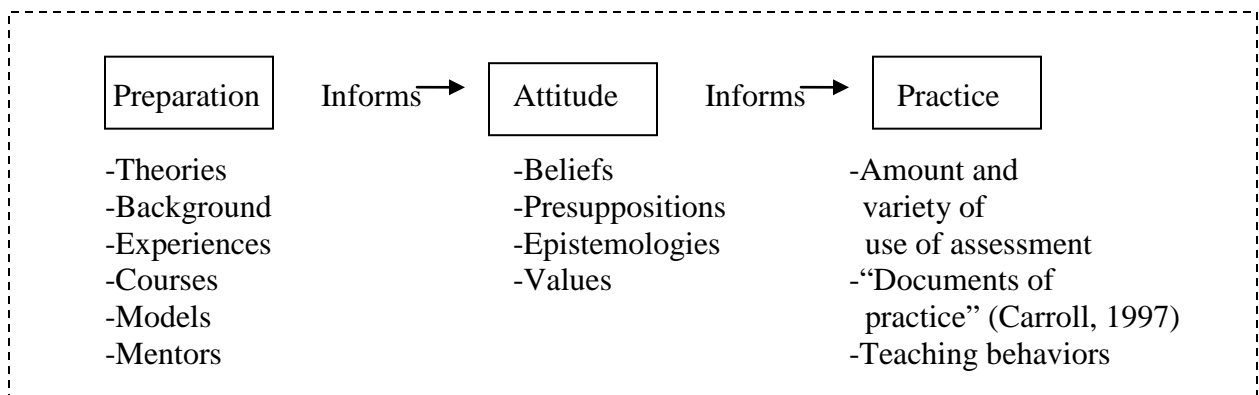 Preparation Informs Attitude Informs Practice
-Theories
-Background
-Experiences
-Courses
-Models
-Mentors
-Beliefs
-Presuppositions
-Epistemologies
-Values
-Amount and
variety of
use of assessment
-“Documents of
practice” (Carroll, 1997)
-Teaching behaviors